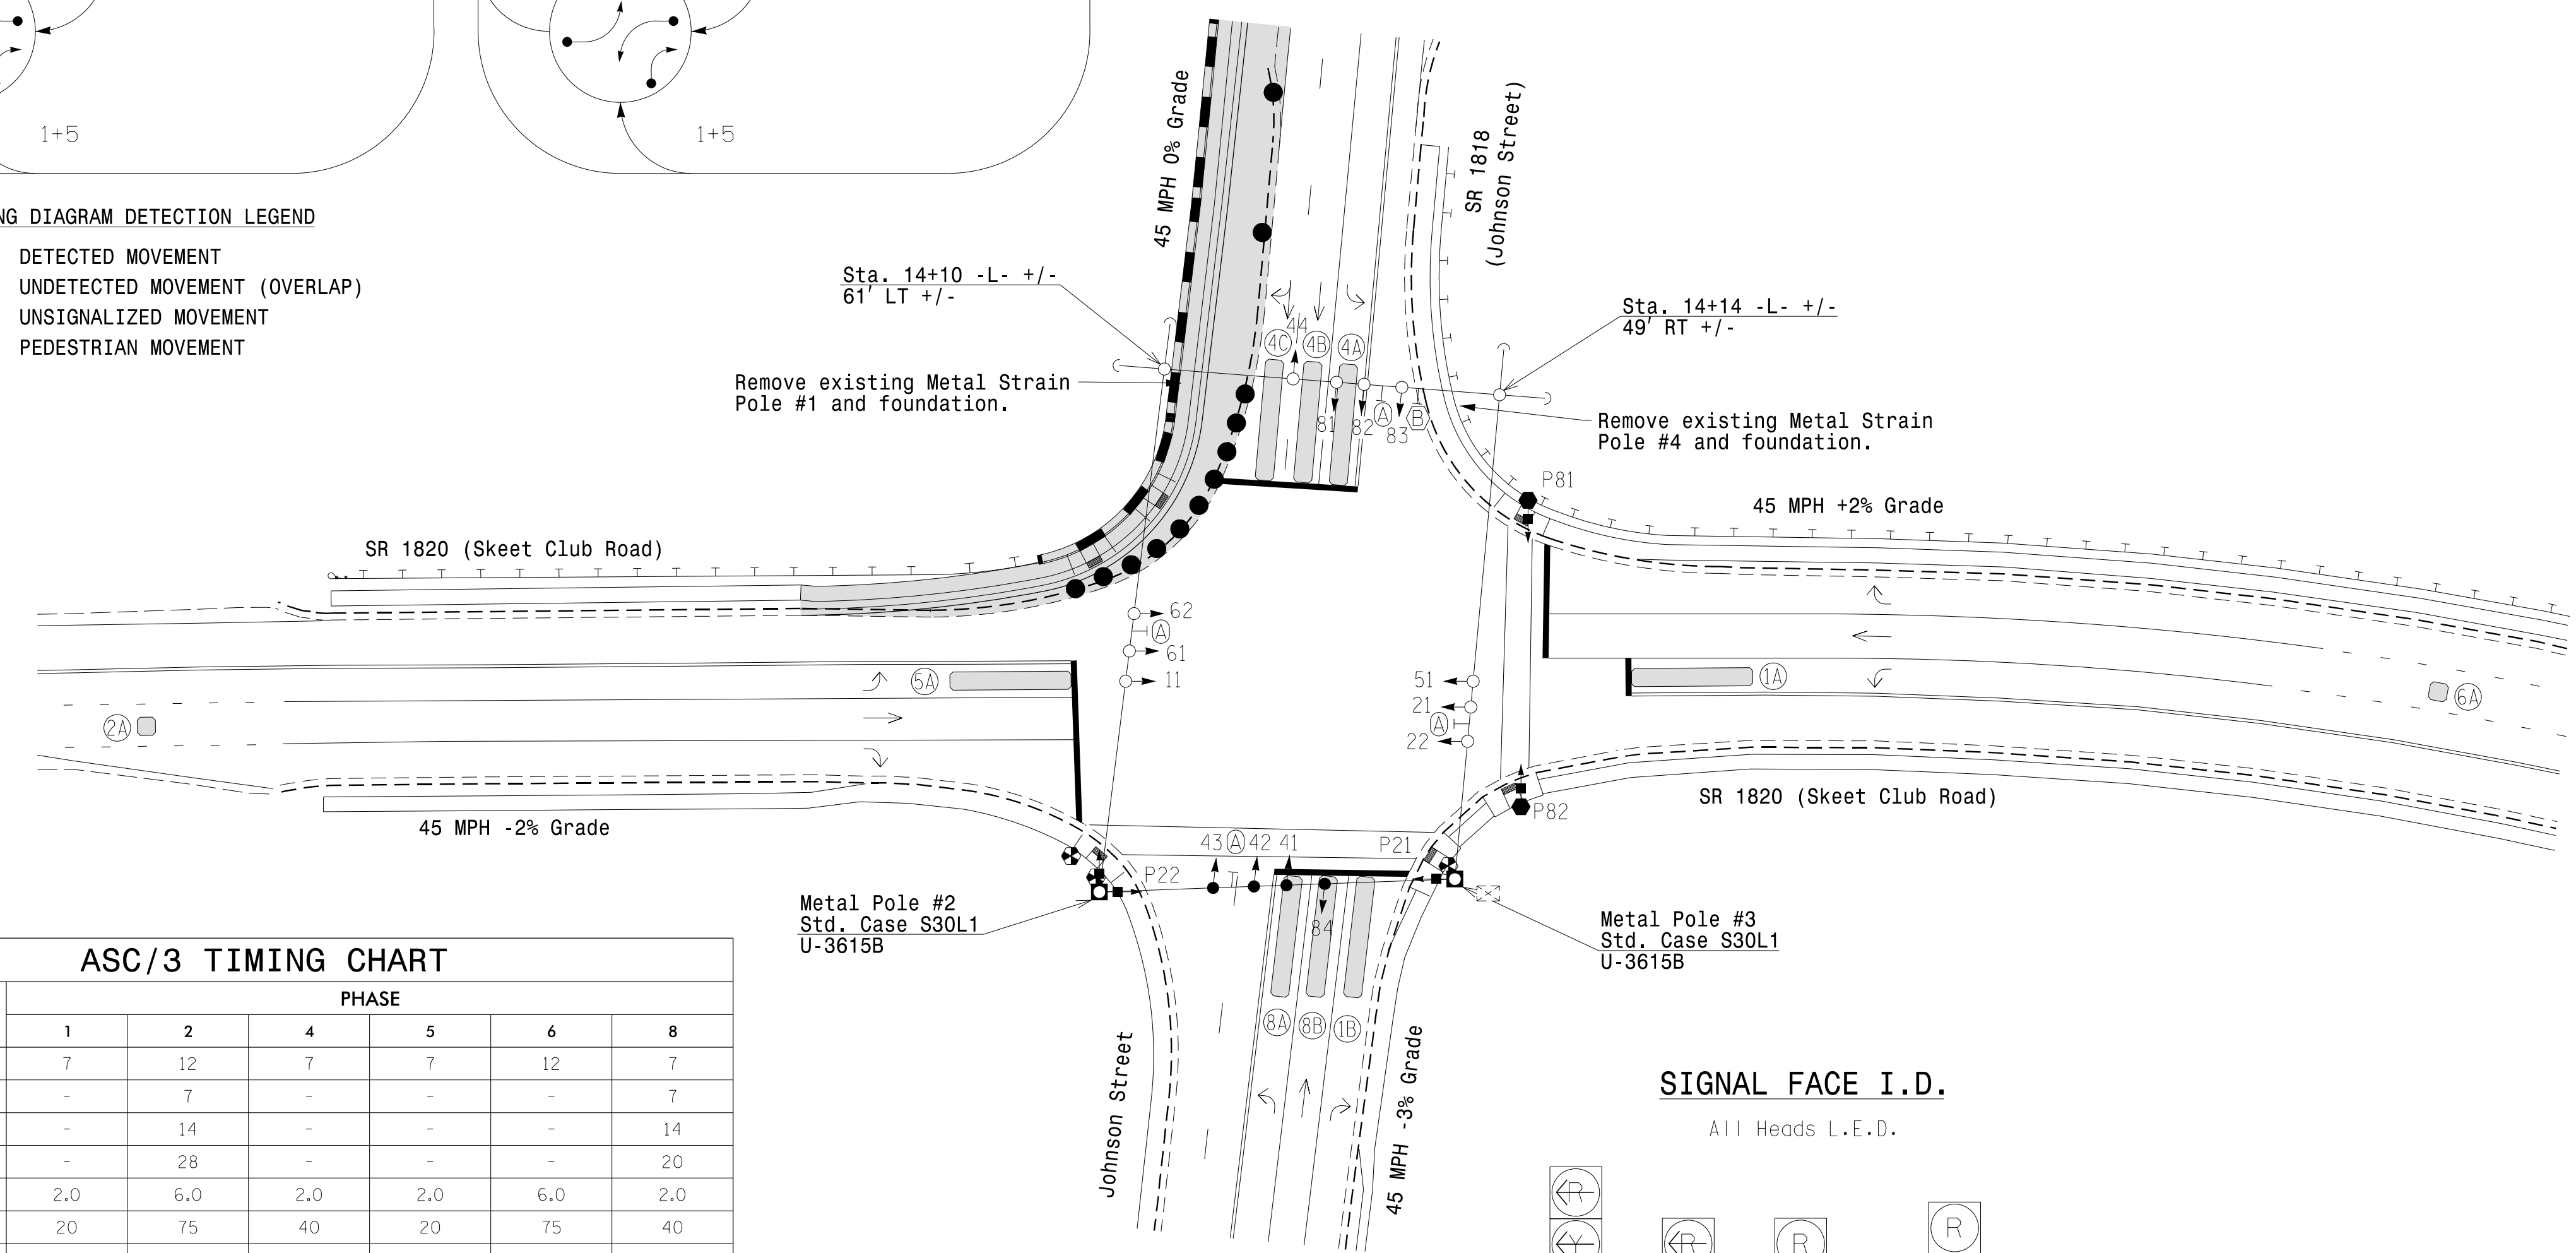 1+5
1+5
NG DIAGRAM DETECTION LEGEND
DETECTED MOVEMENT
UNDETECTED MOVEMENT (OVERLAP)
UNSIGNALIZED MOVEMENT
PEDESTRIAN MOVEMENT
45 MPH 0% Grade
SR 1818
(Johnson Street)
Sta. 14+10 -L- +/-
61' LT +/-
Sta. 14+14 -L- +/-
49' RT +/-
Remove existing Metal Strain
Pole #1 and foundation.
Remove existing Metal Strain
Pole #4 and foundation.
44
4C
4B
4A
81
82
A
83
B
P81
45 MPH +2% Grade
SR 1820 (Skeet Club Road)
62
A
61
11
5A
2A
51
21
A
22
1A
6A
45 MPH -2% Grade
SR 1820 (Skeet Club Road)
P82
P21
P22
43
A
42
41
84
Metal Pole #2
Std. Case S30L1
U-3615B
Metal Pole #3
Std. Case S30L1
U-3615B
8A
8B
1B
Johnson Street
45 MPH -3% Grade
ASC/3 TIMING CHART
PHASE
1 2 4 5 6 8
7 12 7 7 12 7
- 7 - - - 7
- 14 - - - 14
- 28 - - - 20
2.0 6.0 2.0 2.0 6.0 2.0
20 75 40 20 75 40
SIGNAL FACE I.D.
All Heads L.E.D.
R
Y
R
R
R